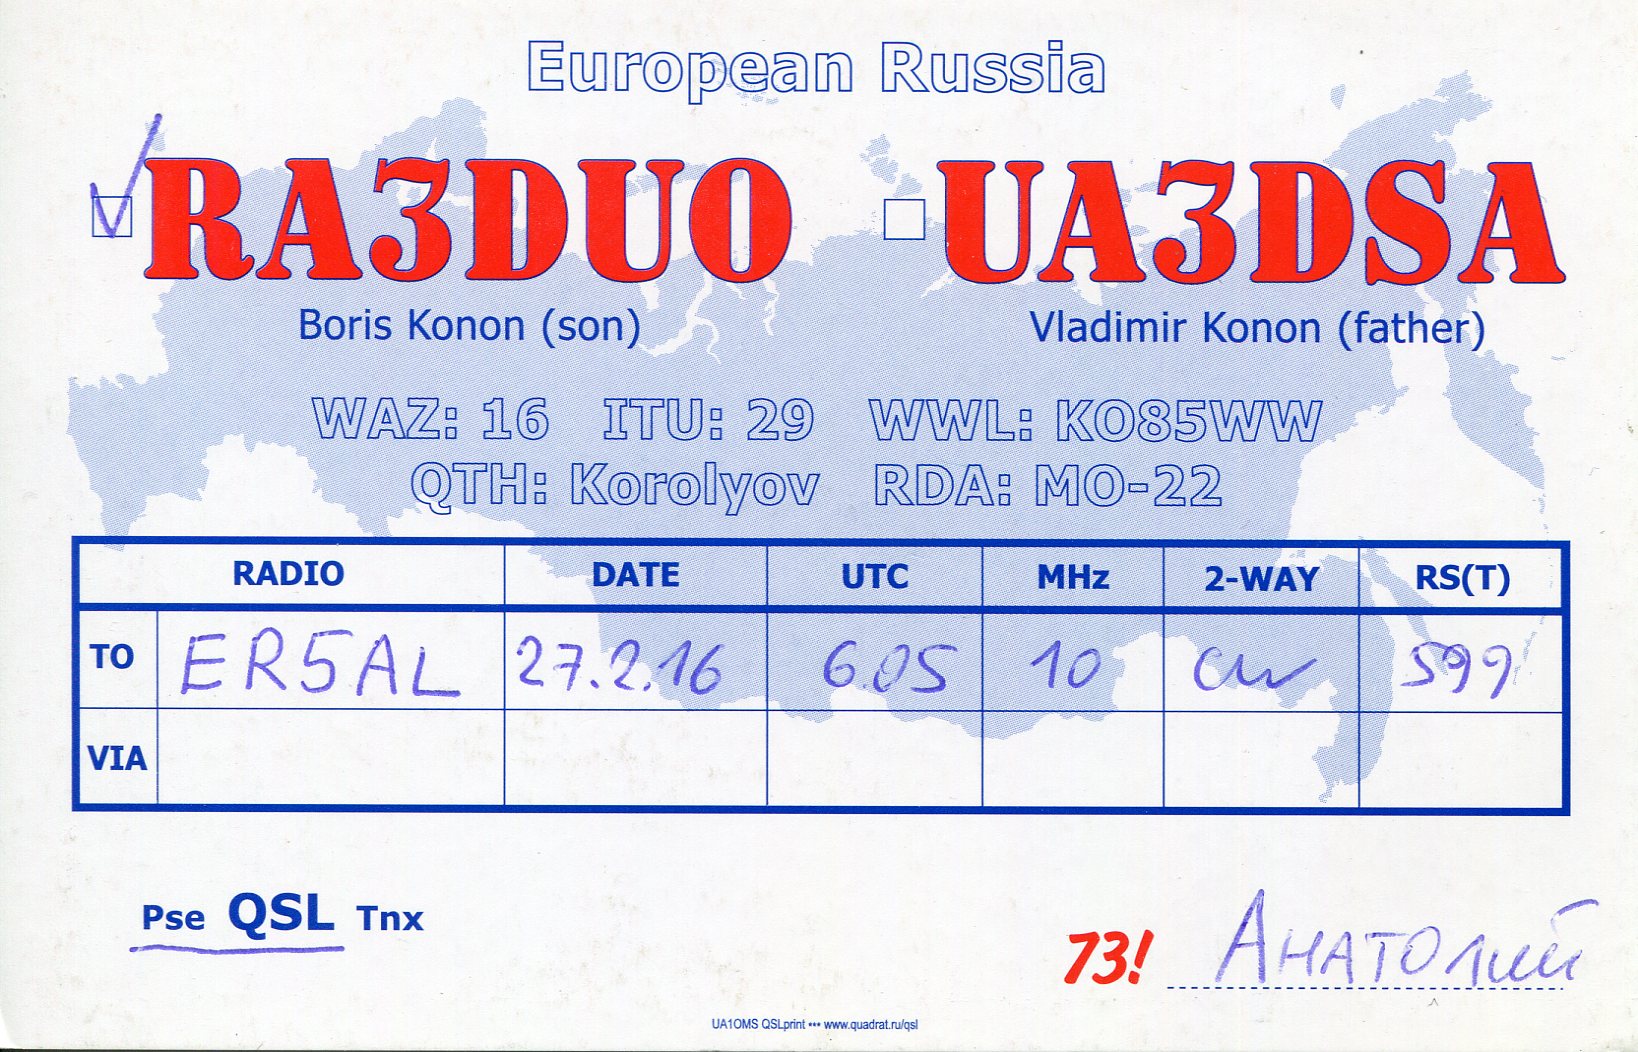 European Russia
RA3DUO UA3DSA
Boris Konon (son) Vladimir Konon (father)
WAZ: 16 ITU: 29 WWL: KO85WW
QTH: Korolyov RDA: MO-22
RADIO DATE UTC MHz 2-WAY RS(T)
TO ER5AL 27.2.16 6.05 10 CW 599
VIA
Pse QSL Tnx
73! Анатолий
UA1OMS QSLprint ••• www.quadrat.ru/qsl